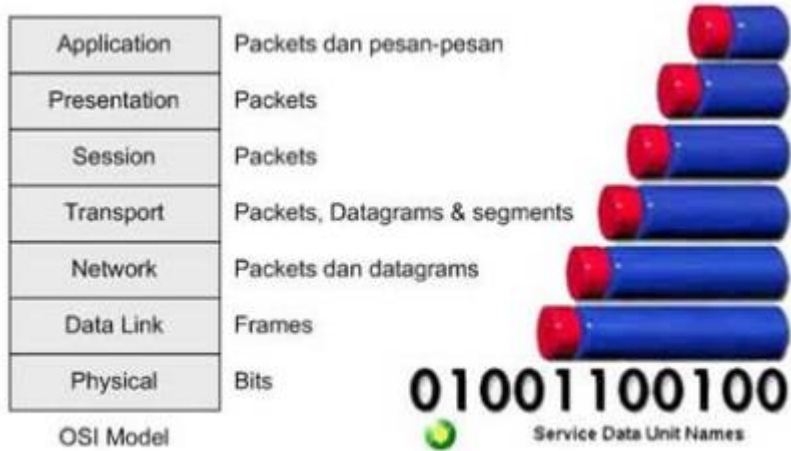 Application Packets dan pesan-pesan
Presentation Packets
Session Packets
Transport Packets, Datagrams & segments
Network Packets dan datagrams
Data Link Frames
Physical Bits
01001100100
OSI Model
Service Data Unit Names